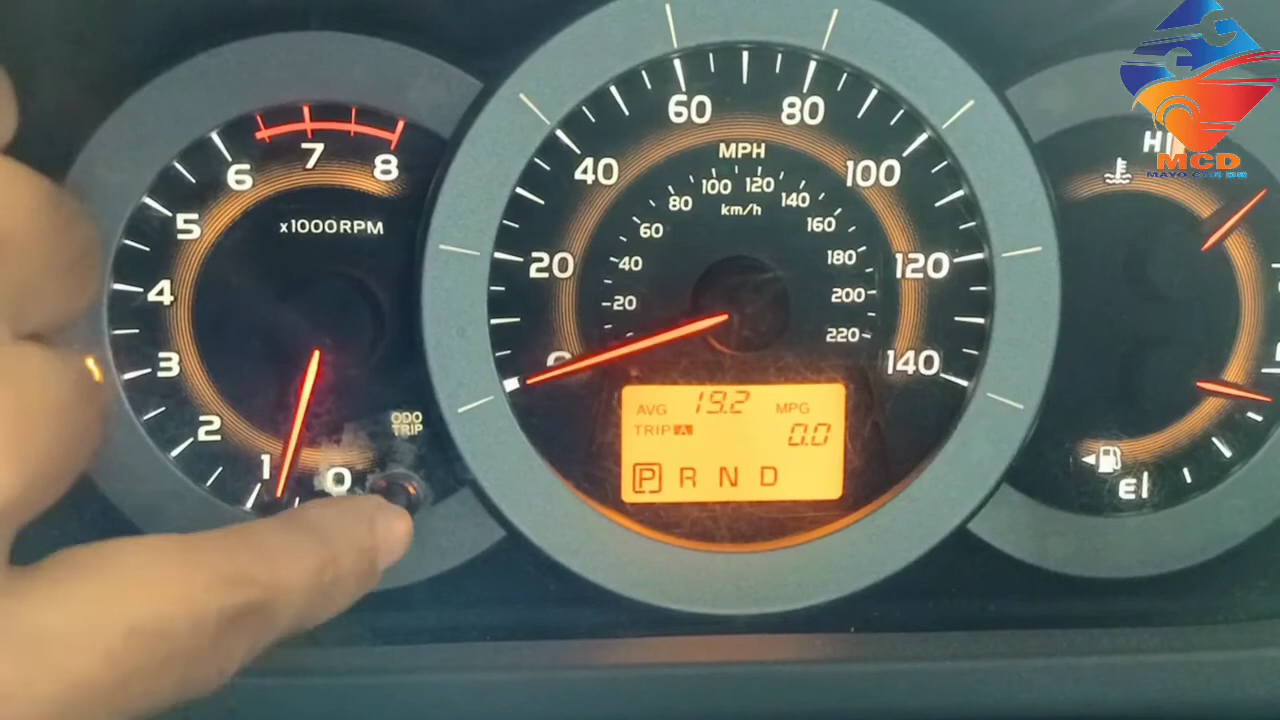 0
1
2
3
4
5
6
7
8
x1000RPM
ODO
TRIP
20
40
60
80
100
120
140
MPH
20
40
60
80
100
120
140
160
180
200
220
km/h
AVG 19.2 MPG
TRIP A 0.0
P R N D
H
E
MCD